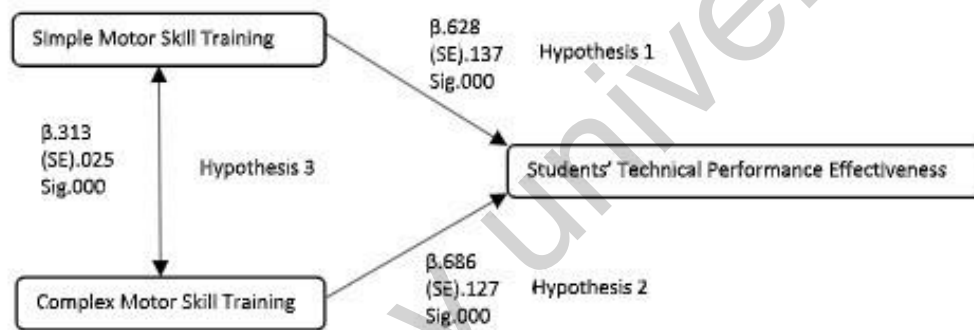 Simple Motor Skill Training
β.628
(SE).137
Sig.000
Hypothesis 1
β.313
(SE).025
Sig.000
Hypothesis 3
Students' Technical Performance Effectiveness
Complex Motor Skill Training
β.686
(SE).127
Sig.000
Hypothesis 2
y univer